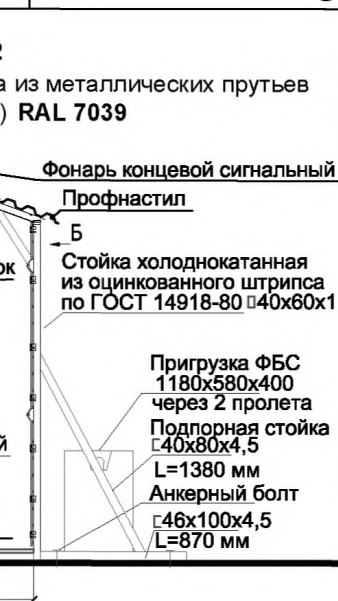 2
а из металлических прутьев
) RAL 7039
Фонарь концевой сигнальный
Профнастил
Б
ок
Стойка холоднокатанная
из оцинкованного штрипса
по ГОСТ 14918-80 □40х60х1
Пригрузка ФБС
1180х580х400
через 2 пролета
й
Подпорная стойка
⊏40х80х4,5
L=1380 мм
Анкерный болт
⊏46х100х4,5
L=870 мм